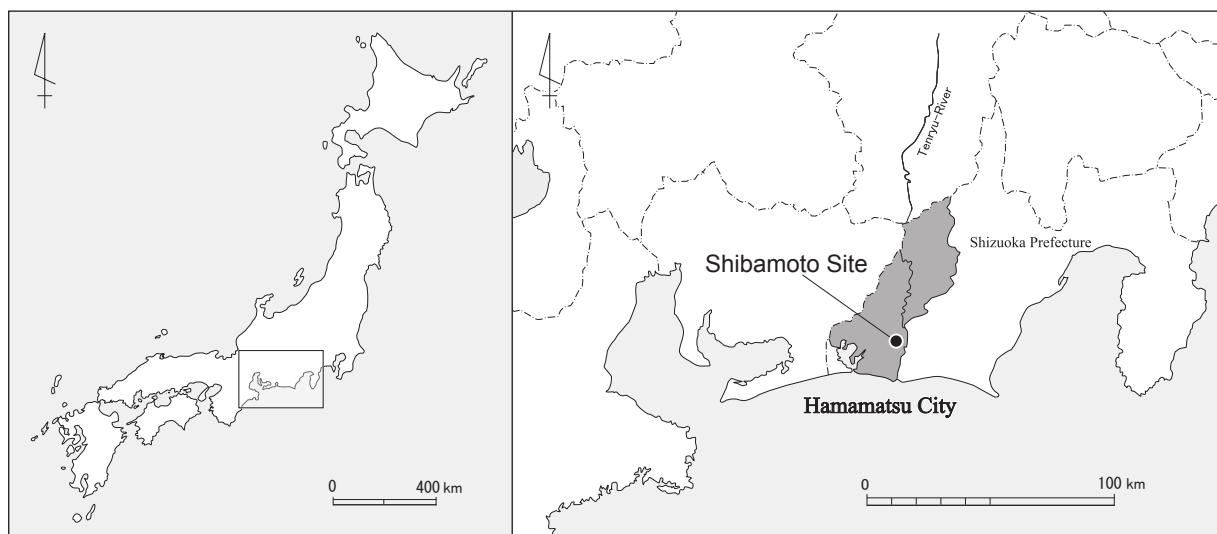 0 400 km
Tenryu-River
Shizuoka Prefecture
Shibamoto Site
Hamamatsu City
0 100 km